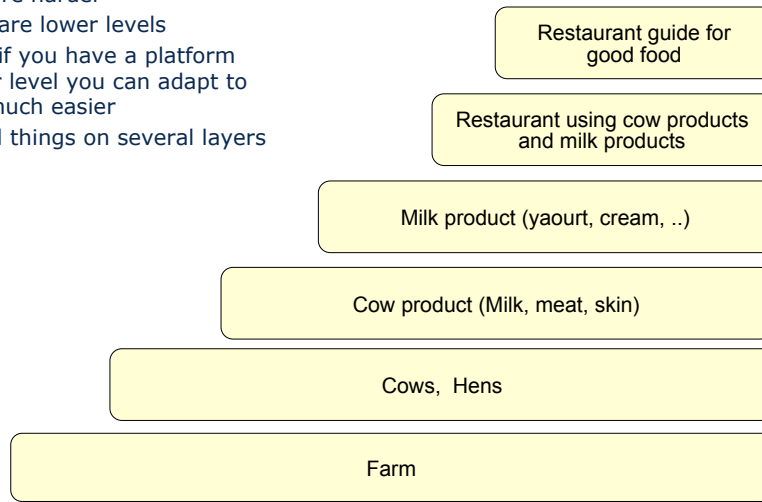 are lower levels
if you have a platform
level you can adapt to
much easier
things on several layers
Restaurant guide for
good food
Restaurant using cow products
and milk products
Milk product (yaourt, cream, ..)
Cow product (Milk, meat, skin)
Cows, Hens
Farm